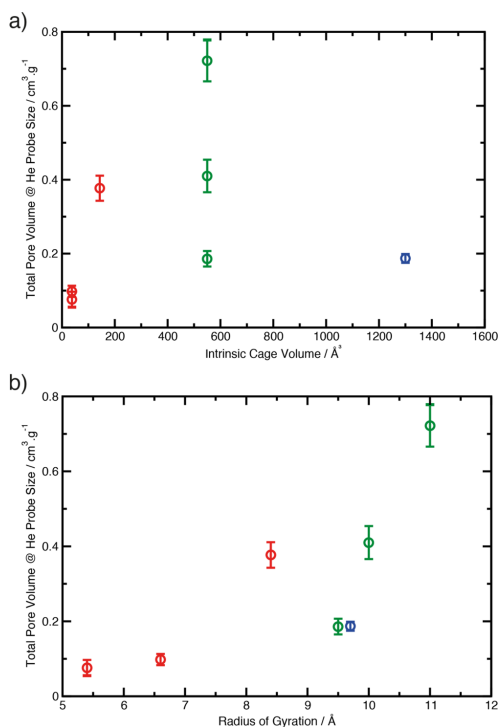 a)
0.8
0.6
0.4
0.2
0
Total Pore Volume @ He Probe Size / cm³.g⁻¹
0 200 400 600 800 1000 1200 1400 1600
Intrinsic Cage Volume / Å³
b)
0.8
0.6
0.4
0.2
0
Total Pore Volume @ He Probe Size / cm³.g⁻¹
5 6 7 8 9 10 11 12
Radius of Gyration / Å